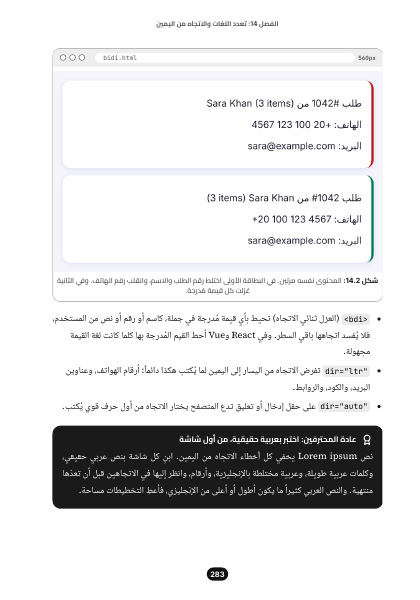 الفصل 14: تعدد اللغات والاتجاه من اليمين
bidi.html
560px
طلب #1042 من Sara Khan (3 items)
الهاتف: +20 100 123 4567
البريد: sara@example.com
طلب #1042 من Sara Khan (3 items)
الهاتف: +20 100 123 4567
البريد: sara@example.com
شكل 14.2: المحتوى نفسه مرتين. في البطاقة الأولى اختلط رقم الطلب والاسم، وانقلب رقم الهاتف. وفي الثانية
عُزلت كل قيمة مُدرجة.
• <bdi> (العزل ثنائي الاتجاه) تحيط بأي قيمة مُدرجة في جملة، كاسم أو رقم أو نص من المستخدم،
فلا يُفسد اتجاهها باقي السطر. وفي React وVue أحط القيم المُدرجة بها كلما كانت لغة القيمة
مجهولة.
• dir="ltr" تفرض الاتجاه من اليسار إلى اليمين لما يُكتب هكذا دائماً: أرقام الهواتف، وعناوين
البريد، والكود، والروابط.
• dir="auto" على حقل إدخال أو تعليق تدع المتصفح يختار الاتجاه من أول حرف قوي يُكتب.
عادة المحترفين: اختبر بعربية حقيقية، من أول شاشة
نص Lorem ipsum يخفي كل أخطاء الاتجاه من اليمين. ابنِ كل شاشة بنص عربي حقيقي،
وكلمات عربية طويلة، وعربية مختلطة بالإنجليزية، وأرقام، وانظر إليها في الاتجاهين قبل أن تعدّها
منتهية. والنص العربي كثيراً ما يكون أطول أو أعلى من الإنجليزي، فأعطِ التخطيطات مساحة.
283